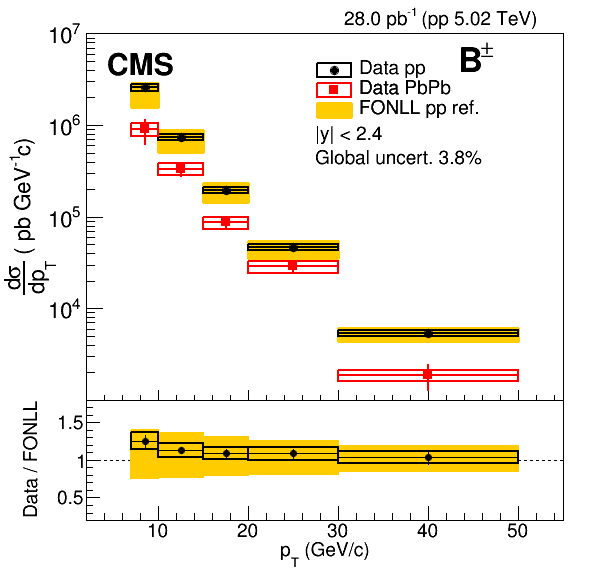 28.0 pb⁻¹ (pp 5.02 TeV)
10⁷
CMS
B±
Data pp
Data PbPb
FONLL pp ref.
|y| < 2.4
Global uncert. 3.8%
10⁶
10⁵
10⁴
dσ/dp_T ( pb GeV⁻¹c)
1.5
1
0.5
Data / FONLL
10 20 30 40 50
p_T (GeV/c)